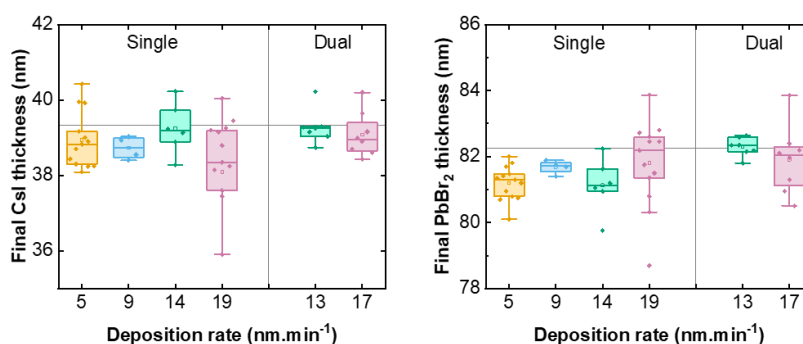 Final CsI thickness (nm)
42
40
38
36
Single
Dual
5
9
14
19
13
17
Deposition rate (nm.min⁻¹)
Final PbBr₂ thickness (nm)
86
84
82
80
78
Single
Dual
5
9
14
19
13
17
Deposition rate (nm.min⁻¹)